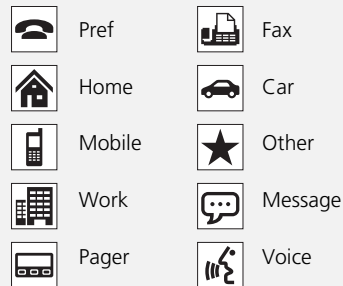 Pref
Fax
Home
Car
Mobile
Other
Work
Message
Pager
Voice